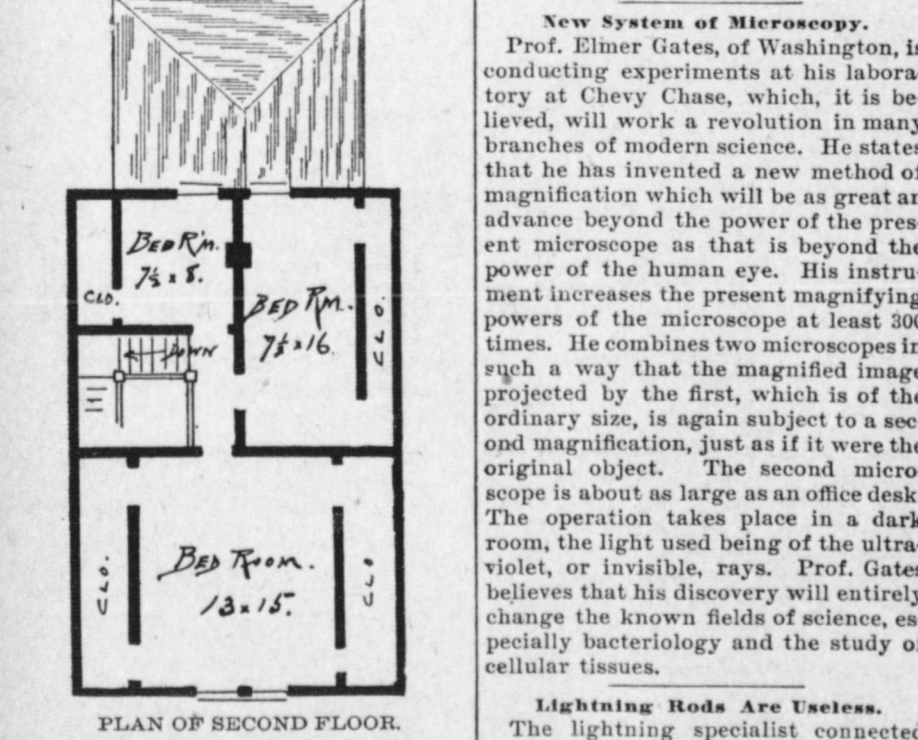 BED R'M.
7½ x 8.
CLO.
BED RM.
7½ x 16.
CLO.
DOWN
BED ROOM.
13 x 15.
CLO.
CLO
PLAN OF SECOND FLOOR.
New System of Microscopy.
Prof. Elmer Gates, of Washington, is
conducting experiments at his labora-
tory at Chevy Chase, which, it is be-
lieved, will work a revolution in many
branches of modern science. He states
that he has invented a new method of
magnification which will be as great an
advance beyond the power of the pres-
ent microscope as that is beyond the
power of the human eye. His instru-
ment increases the present magnifying
powers of the microscope at least 300
times. He combines two microscopes in
such a way that the magnified image
projected by the first, which is of the
ordinary size, is again subject to a sec-
ond magnification, just as if it were the
original object. The second micro-
scope is about as large as an office desk.
The operation takes place in a dark
room, the light used being of the ultra-
violet, or invisible, rays. Prof. Gates
believes that his discovery will entirely
change the known fields of science, es-
pecially bacteriology and the study of
cellular tissues.
Lightning Rods Are Useless.
The lightning specialist connected